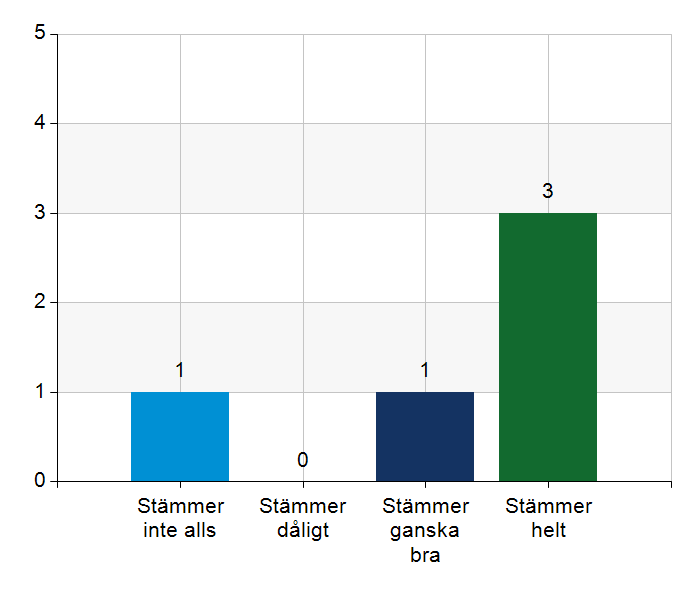 5
4
3
2
1
0
1
0
1
3
Stämmer
inte alls
Stämmer
dåligt
Stämmer
ganska
bra
Stämmer
helt